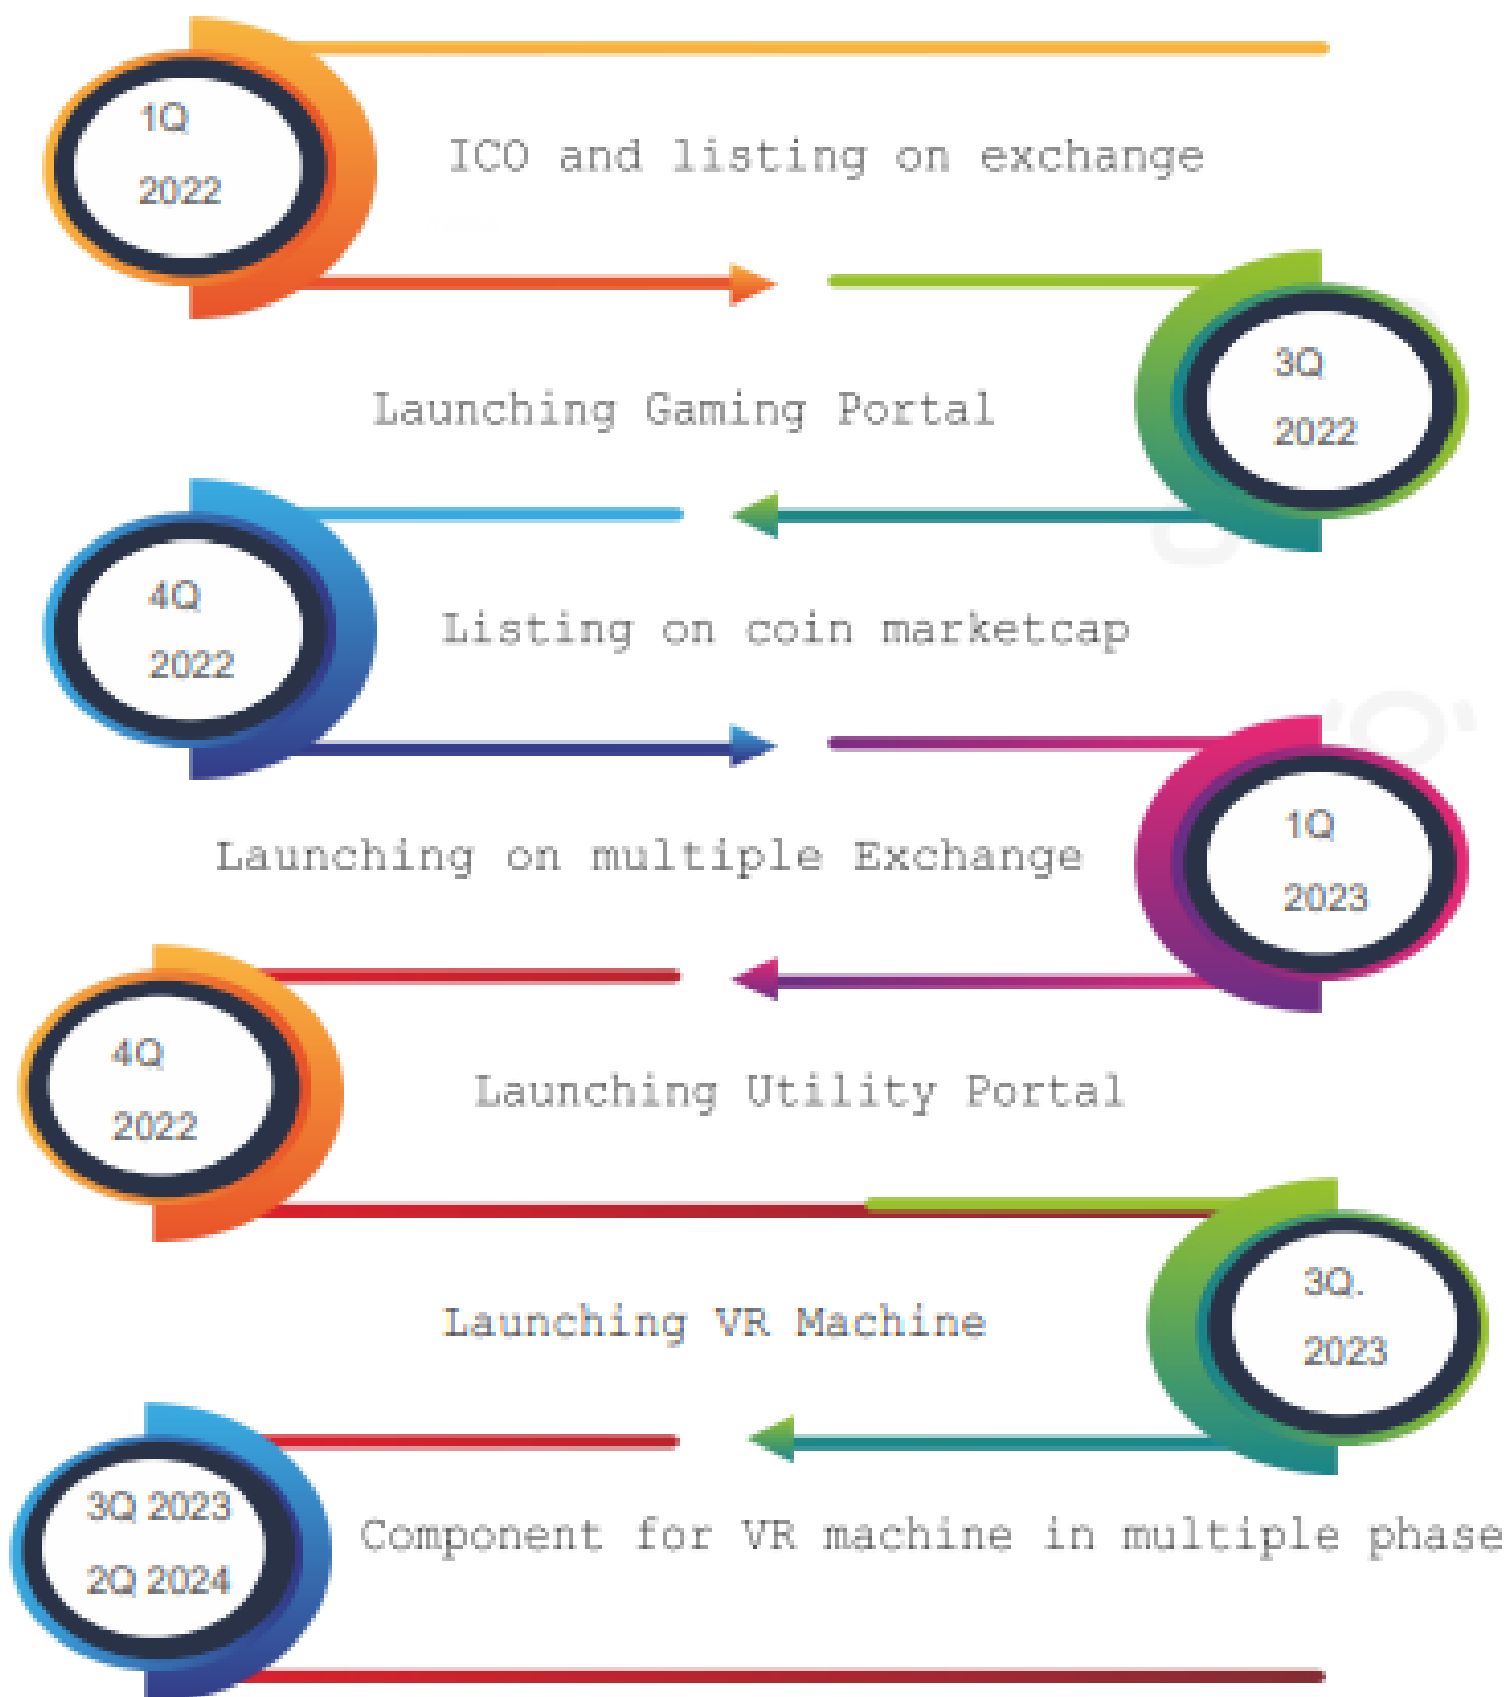 1Q
2022
ICO and listing on exchange
3Q
2022
Launching Gaming Portal
4Q
2022
Listing on coin marketcap
1Q
2023
Launching on multiple Exchange
4Q
2022
Launching Utility Portal
3Q.
2023
Launching VR Machine
3Q 2023
2Q 2024
Component for VR machine in multiple phase